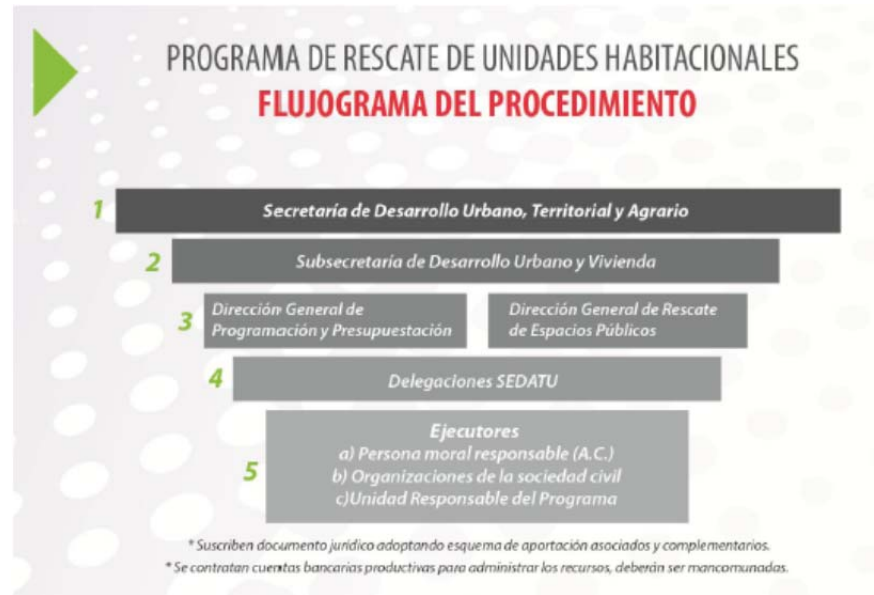 PROGRAMA DE RESCATE DE UNIDADES HABITACIONALES
FLUJOGRAMA DEL PROCEDIMIENTO
1
Secretaría de Desarrollo Urbano, Territorial y Agrario
2
Subsecretaría de Desarrollo Urbano y Vivienda
3
Dirección General de
Programación y Presupuestación
Dirección General de Rescate
de Espacios Públicos
4
Delegaciones SEDATU
5
Ejecutores
a) Persona moral responsable (A.C.)
b) Organizaciones de la sociedad civil
c)Unidad Responsable del Programa
* Suscriben documento jurídico adoptando esquema de aportación asociados y complementarios.
* Se contratan cuentas bancarias productivas para administrar los recursos, deberán ser mancomunadas.